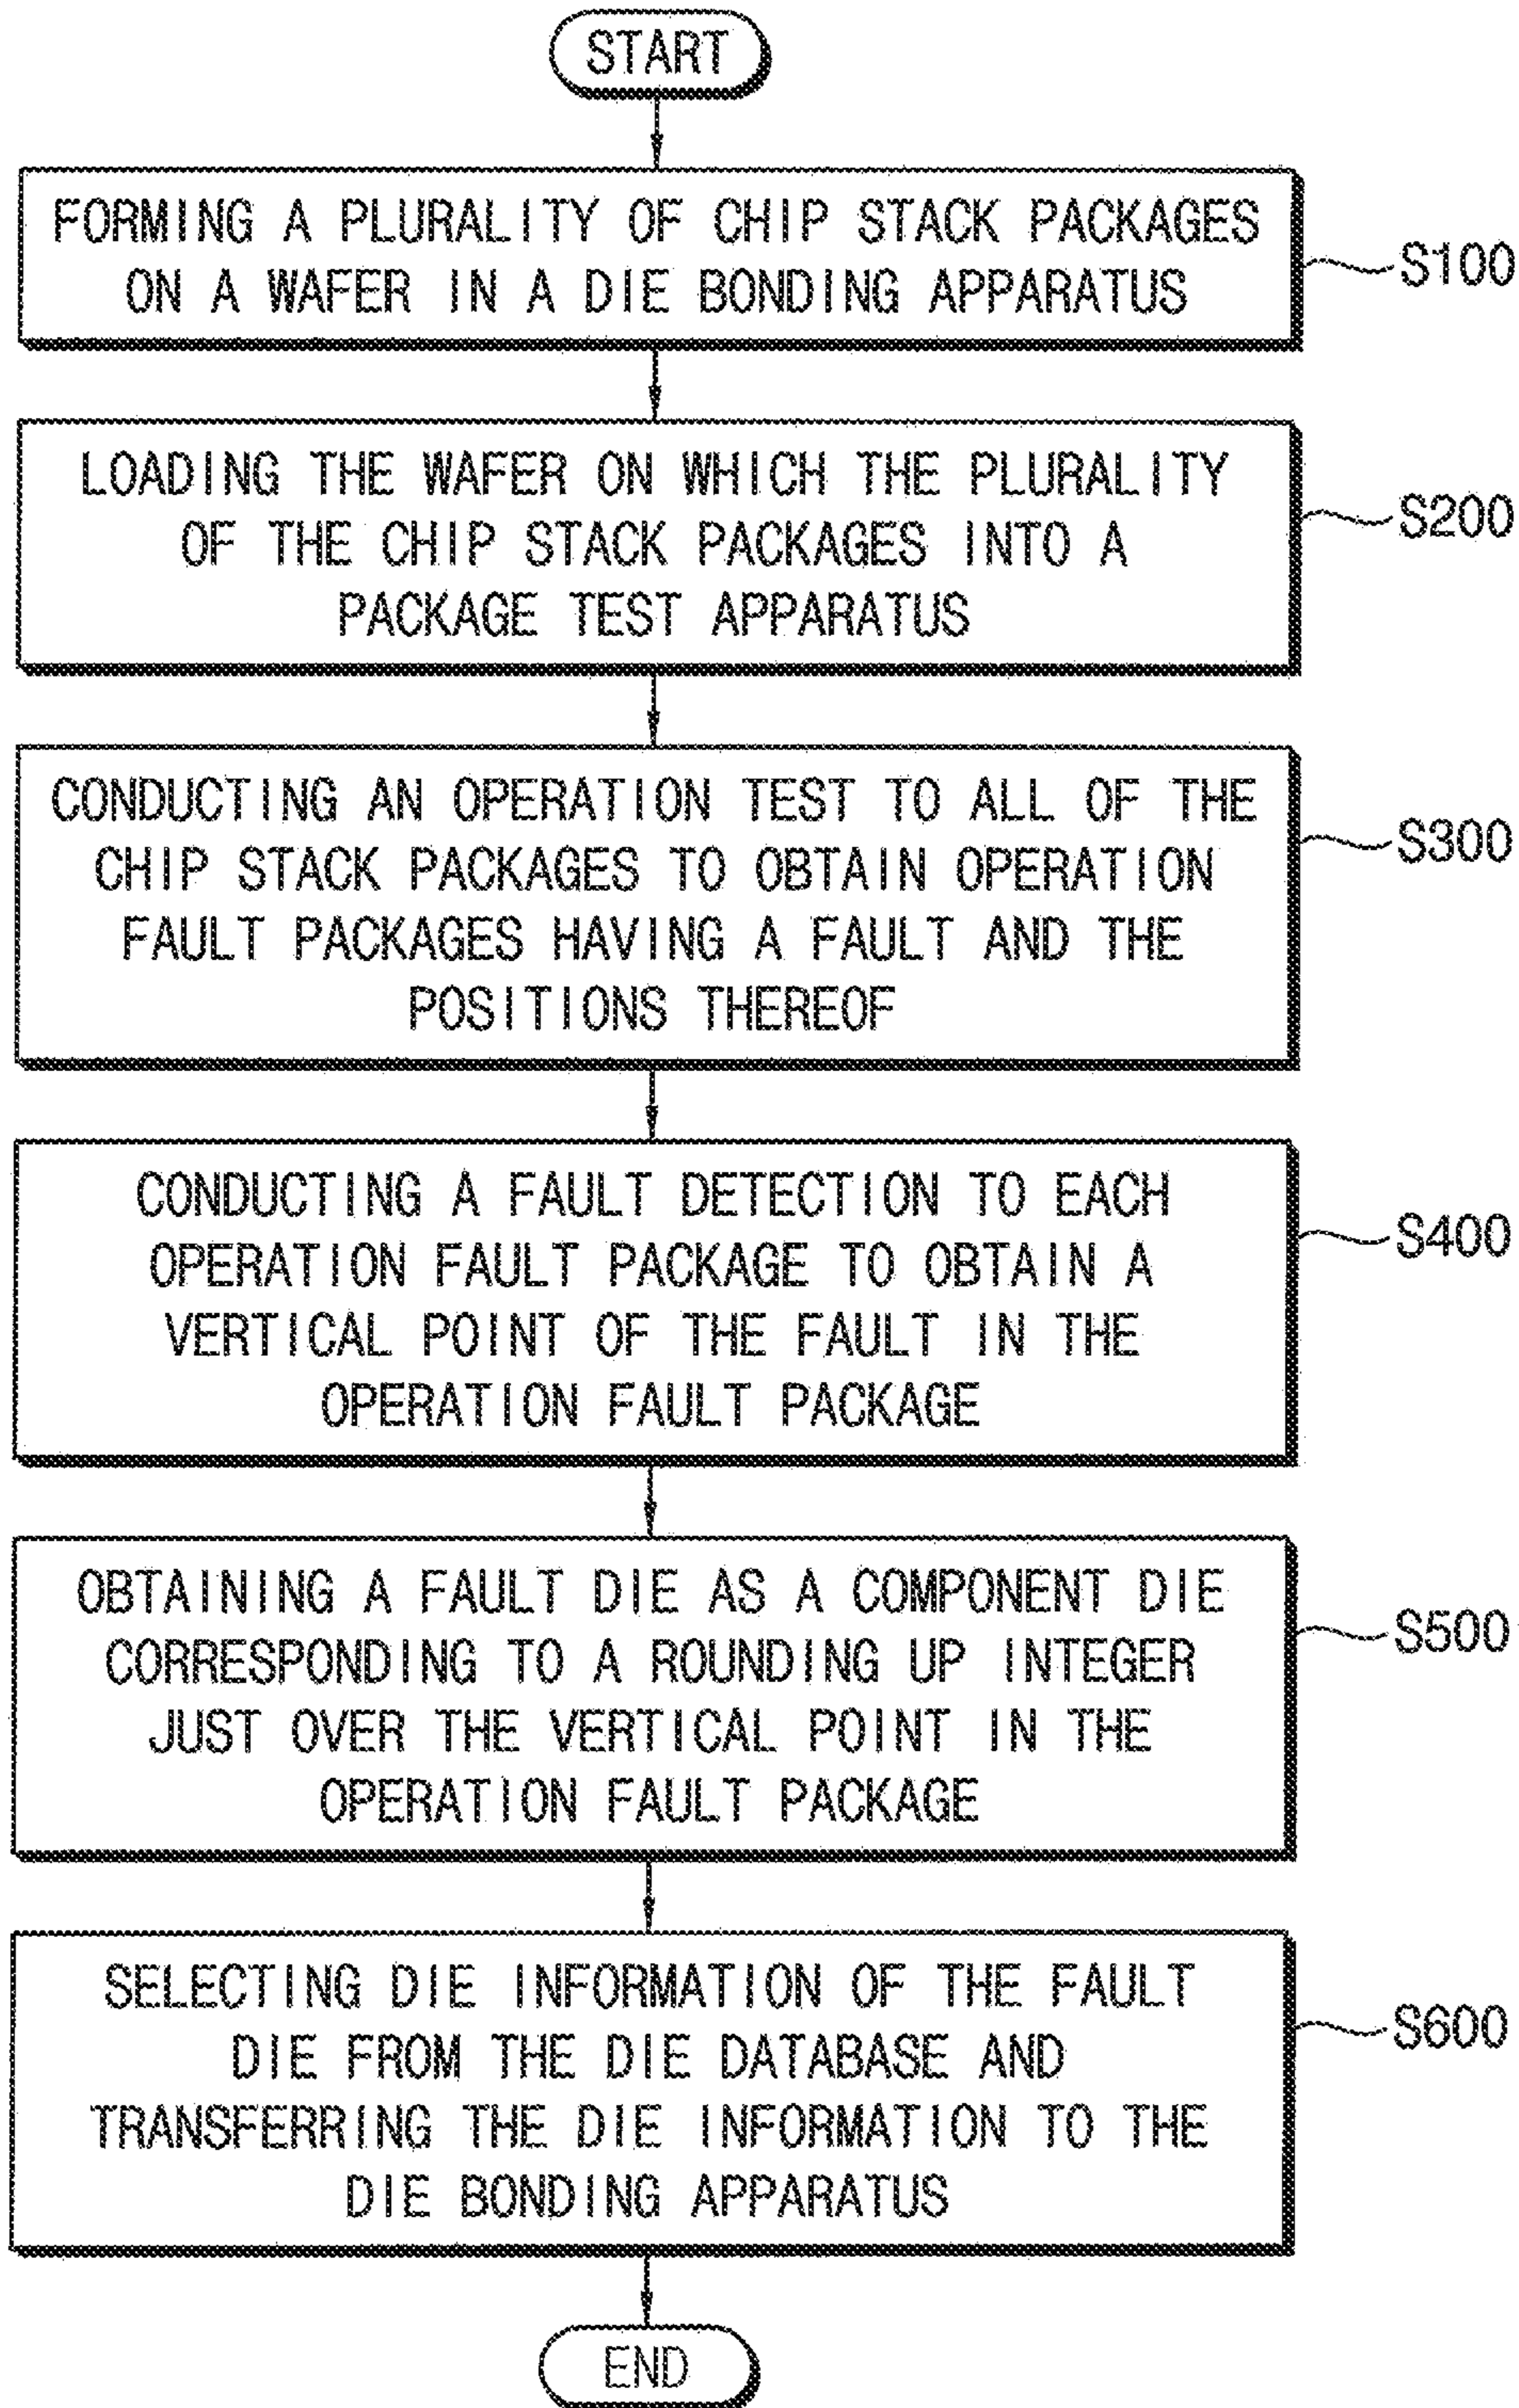 START
FORMING A PLURALITY OF CHIP STACK PACKAGES
ON A WAFER IN A DIE BONDING APPARATUS
S100
LOADING THE WAFER ON WHICH THE PLURALITY
OF THE CHIP STACK PACKAGES INTO A
PACKAGE TEST APPARATUS
S200
CONDUCTING AN OPERATION TEST TO ALL OF THE
CHIP STACK PACKAGES TO OBTAIN OPERATION
FAULT PACKAGES HAVING A FAULT AND THE
POSITIONS THEREOF
S300
CONDUCTING A FAULT DETECTION TO EACH
OPERATION FAULT PACKAGE TO OBTAIN A
VERTICAL POINT OF THE FAULT IN THE
OPERATION FAULT PACKAGE
S400
OBTAINING A FAULT DIE AS A COMPONENT DIE
CORRESPONDING TO A ROUNDING UP INTEGER
JUST OVER THE VERTICAL POINT IN THE
OPERATION FAULT PACKAGE
S500
SELECTING DIE INFORMATION OF THE FAULT
DIE FROM THE DIE DATABASE AND
TRANSFERRING THE DIE INFORMATION TO THE
DIE BONDING APPARATUS
S600
END